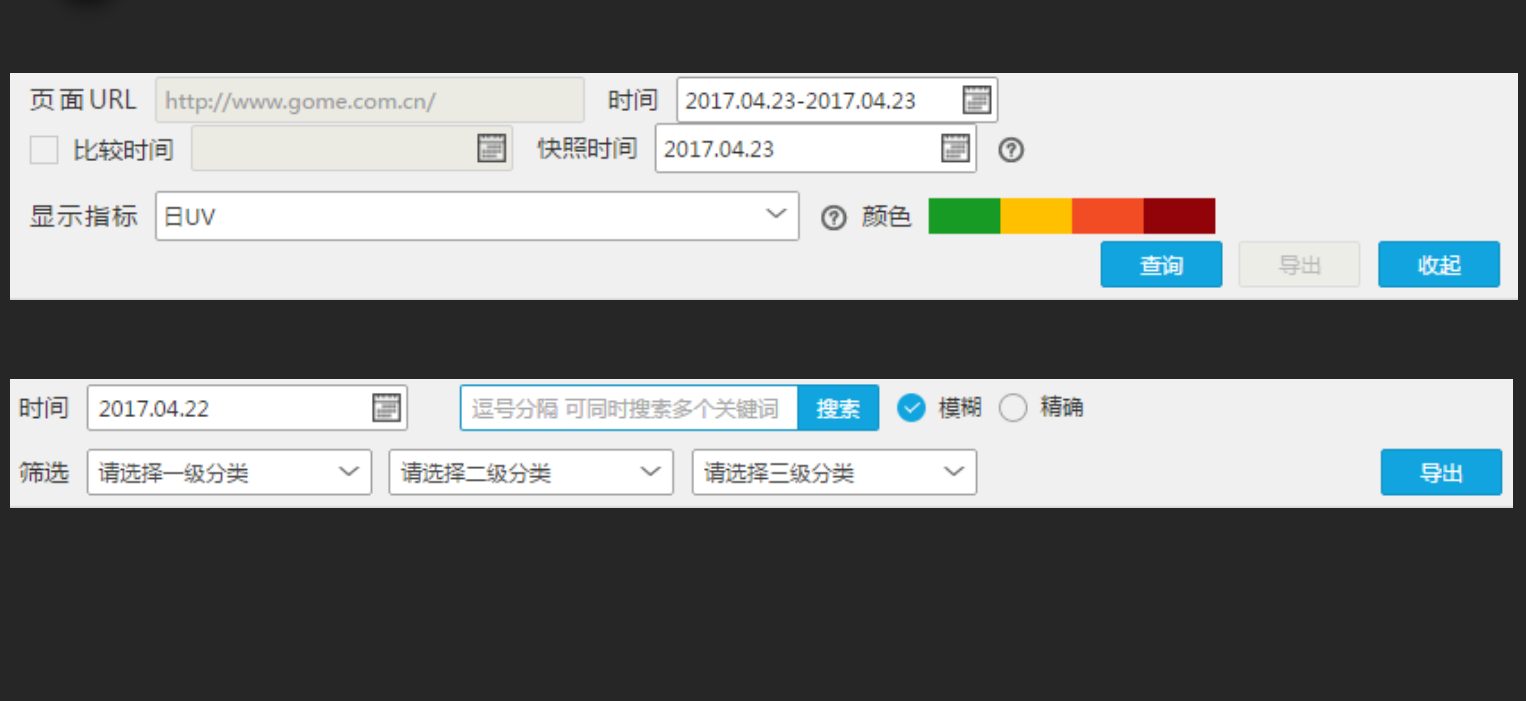 页面URL http://www.gome.com.cn/ 时间 2017.04.23-2017.04.23
比较时间 快照时间 2017.04.23
显示指标 日UV 颜色
查询 导出 收起
时间 2017.04.22 逗号分隔 可同时搜索多个关键词 搜索 模糊 精确
筛选 请选择一级分类 请选择二级分类 请选择三级分类 导出